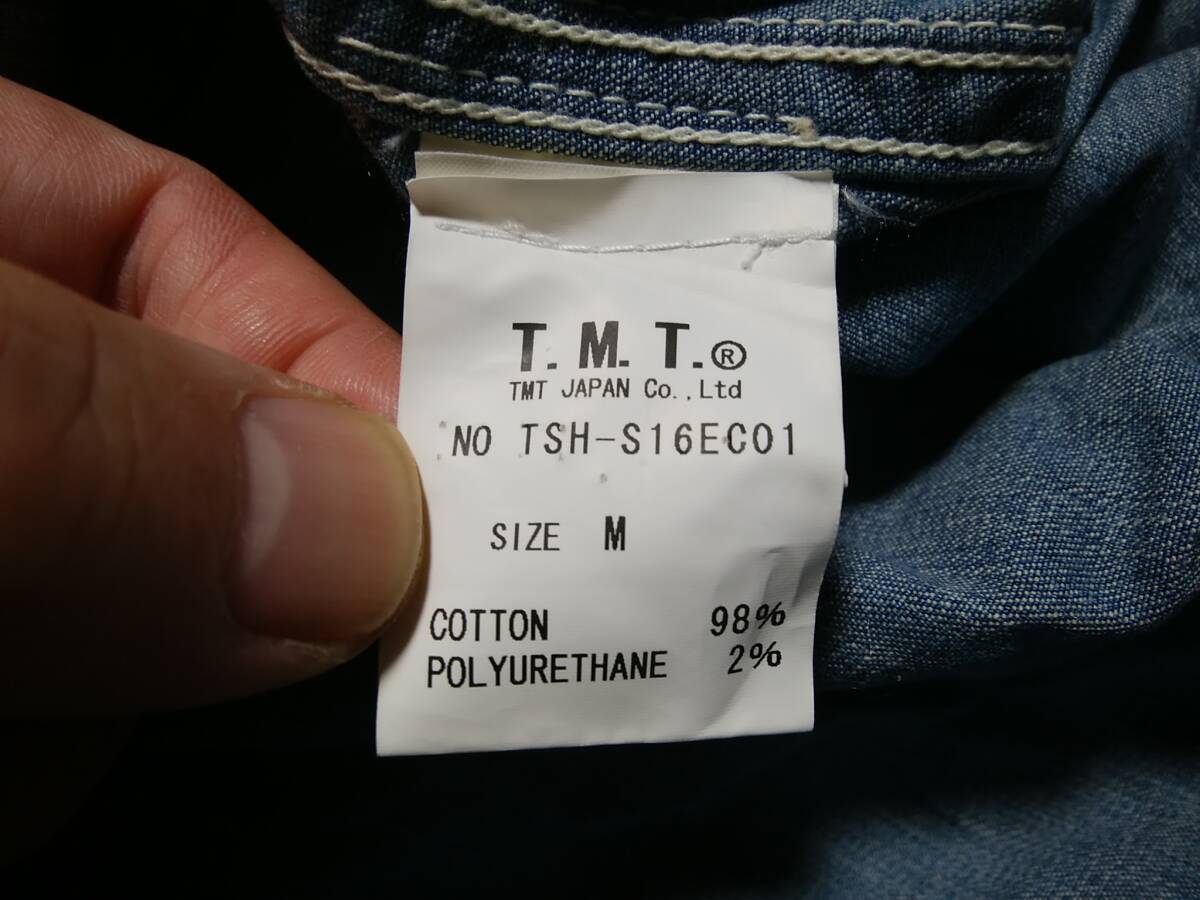 T. M. T.®
TMT JAPAN Co., Ltd
NO TSH-S16EC01
SIZE M
COTTON 98%
POLYURETHANE 2%